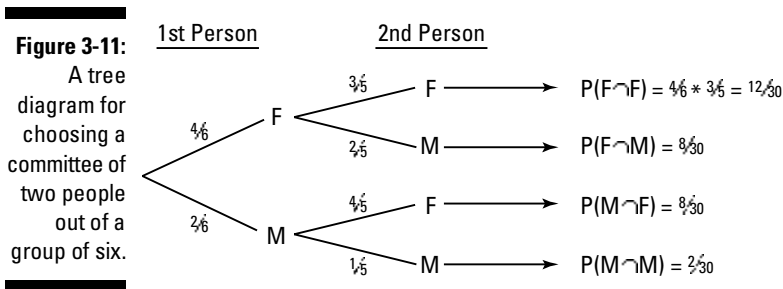 Figure 3-11:
A tree
diagram for
choosing a
committee of
two people
out of a
group of six.
1st Person 2nd Person
4/6
F
3/5
F
P(F∩F) = 4/6 * 3/5 = 12/30
2/5
M
P(F∩M) = 8/30
2/6
M
4/5
F
P(M∩F) = 8/30
1/5
M
P(M∩M) = 2/30